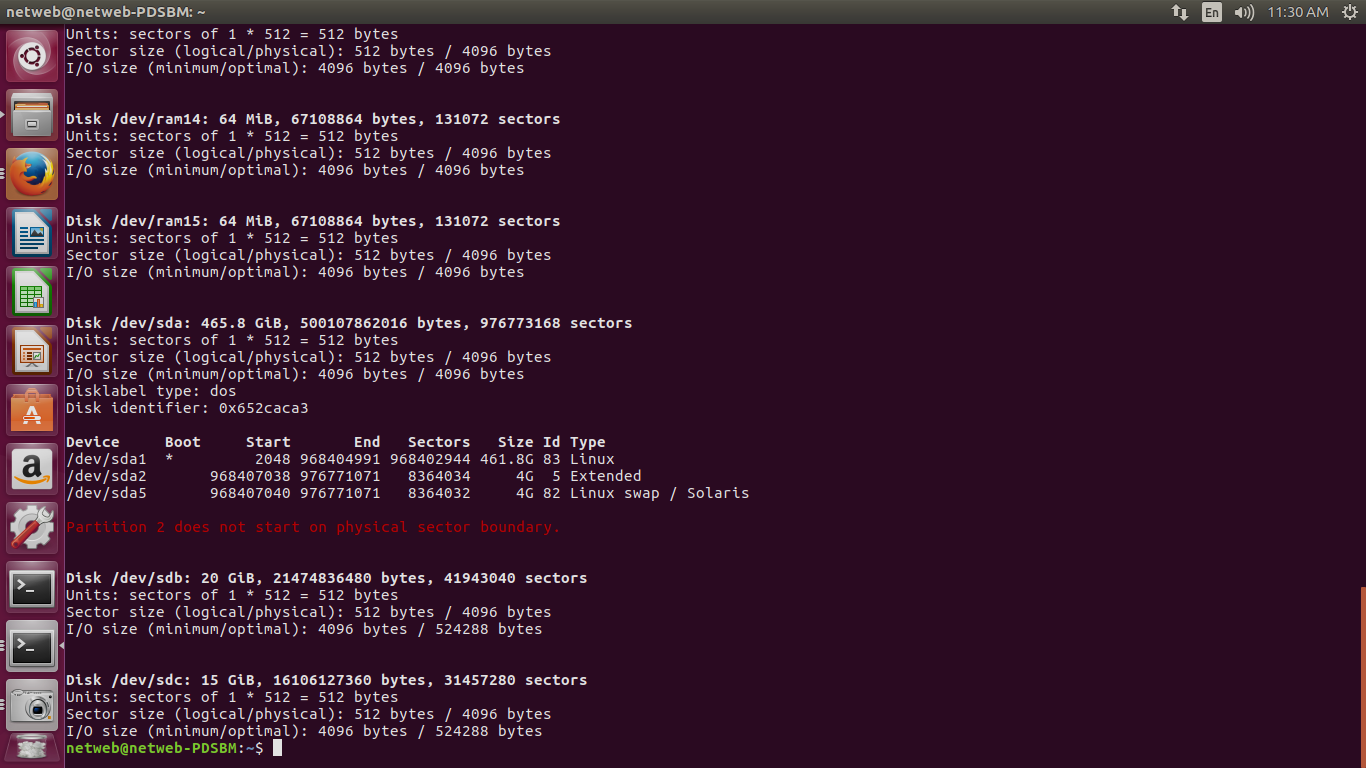 netweb@netweb-PDSBM: ~
En
11:30 AM
Units: sectors of 1 * 512 = 512 bytes
Sector size (logical/physical): 512 bytes / 4096 bytes
I/O size (minimum/optimal): 4096 bytes / 4096 bytes
Disk /dev/ram14: 64 MiB, 67108864 bytes, 131072 sectors
Units: sectors of 1 * 512 = 512 bytes
Sector size (logical/physical): 512 bytes / 4096 bytes
I/O size (minimum/optimal): 4096 bytes / 4096 bytes
Disk /dev/ram15: 64 MiB, 67108864 bytes, 131072 sectors
Units: sectors of 1 * 512 = 512 bytes
Sector size (logical/physical): 512 bytes / 4096 bytes
I/O size (minimum/optimal): 4096 bytes / 4096 bytes
Disk /dev/sda: 465.8 GiB, 500107862016 bytes, 976773168 sectors
Units: sectors of 1 * 512 = 512 bytes
Sector size (logical/physical): 512 bytes / 4096 bytes
I/O size (minimum/optimal): 4096 bytes / 4096 bytes
Disklabel type: dos
Disk identifier: 0x652caca3
Device     Boot     Start       End   Sectors   Size Id Type
/dev/sda1  *         2048 968404991 968402944 461.8G 83 Linux
/dev/sda2       968407038 976771071   8364034     4G  5 Extended
/dev/sda5       968407040 976771071   8364032     4G 82 Linux swap / Solaris
Partition 2 does not start on physical sector boundary.
Disk /dev/sdb: 20 GiB, 21474836480 bytes, 41943040 sectors
Units: sectors of 1 * 512 = 512 bytes
Sector size (logical/physical): 512 bytes / 4096 bytes
I/O size (minimum/optimal): 4096 bytes / 524288 bytes
Disk /dev/sdc: 15 GiB, 16106127360 bytes, 31457280 sectors
Units: sectors of 1 * 512 = 512 bytes
Sector size (logical/physical): 512 bytes / 4096 bytes
I/O size (minimum/optimal): 4096 bytes / 524288 bytes
netweb@netweb-PDSBM:~$